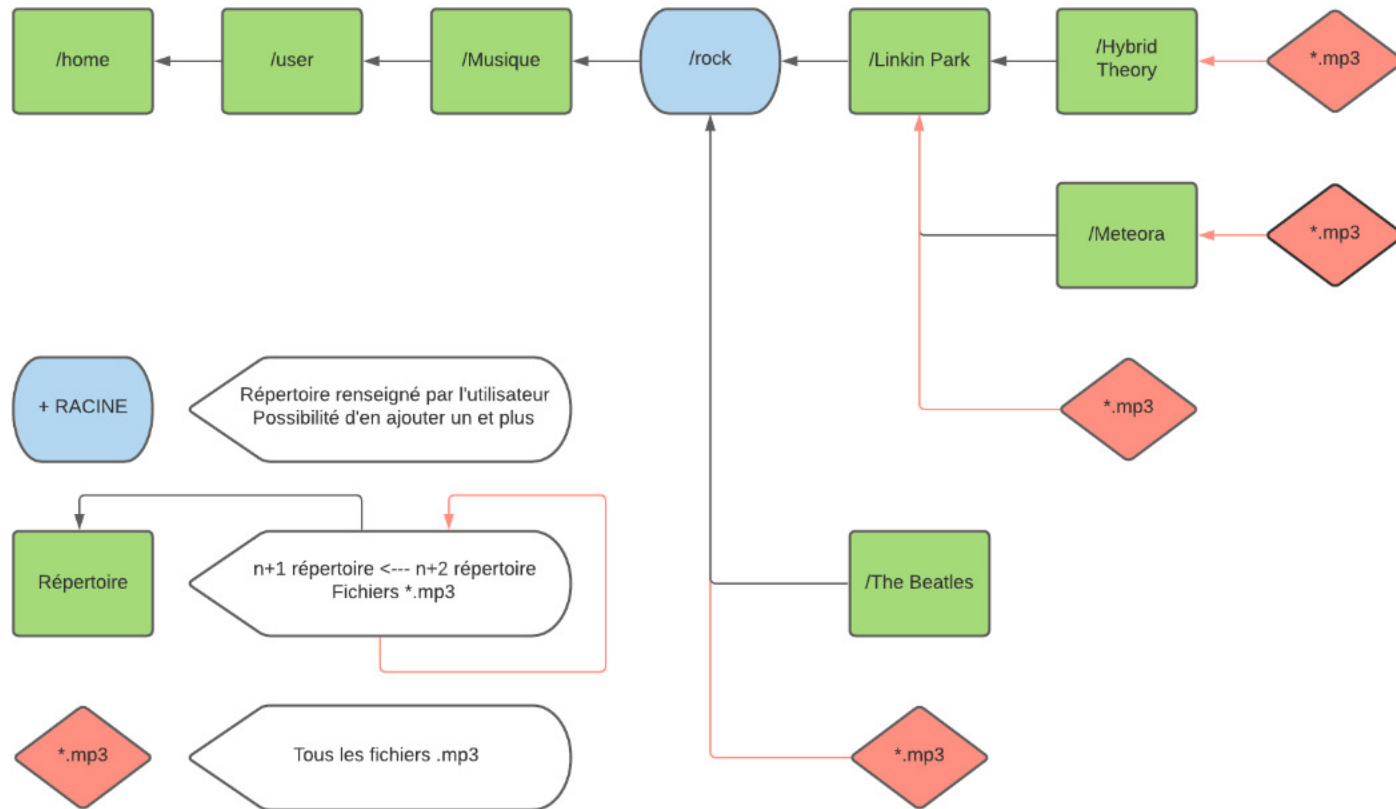 /home
/user
/Musique
/rock
/Linkin Park
/Hybrid
Theory
*.mp3
/Meteora
*.mp3
*.mp3
+ RACINE
Répertoire renseigné par l'utilisateur
Possibilité d'en ajouter un et plus
Répertoire
n+1 répertoire <--- n+2 répertoire
Fichiers *.mp3
/The Beatles
*.mp3
Tous les fichiers .mp3
*.mp3